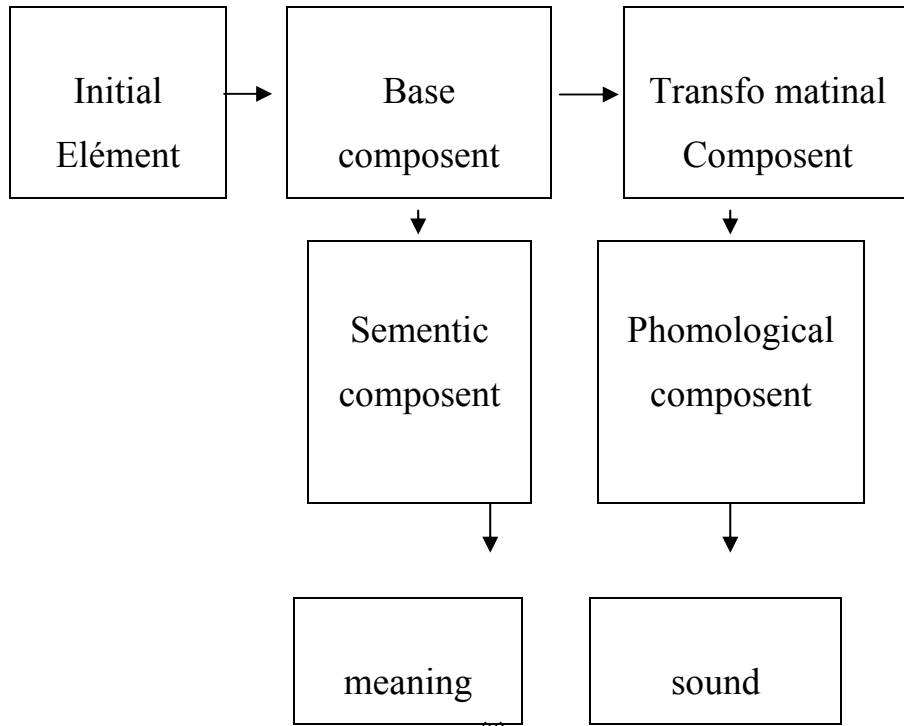 Initial
Elément
Base
composent
Transfo matinal
Composent
Sementic
composent
Phomological
composent
meaning
sound